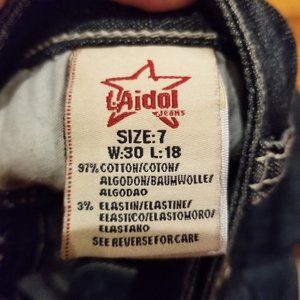 L.A idol
JEANS
SIZE:7
W:30 L:18
97% COTTON/COTON/
ALGODON/BAUMWOLLE/
ALGODAO
3% ELASTIN/ELASTINE/
ELASTICO/ELASTOMORO/
ELASTANO
SEE REVERSE FOR CARE